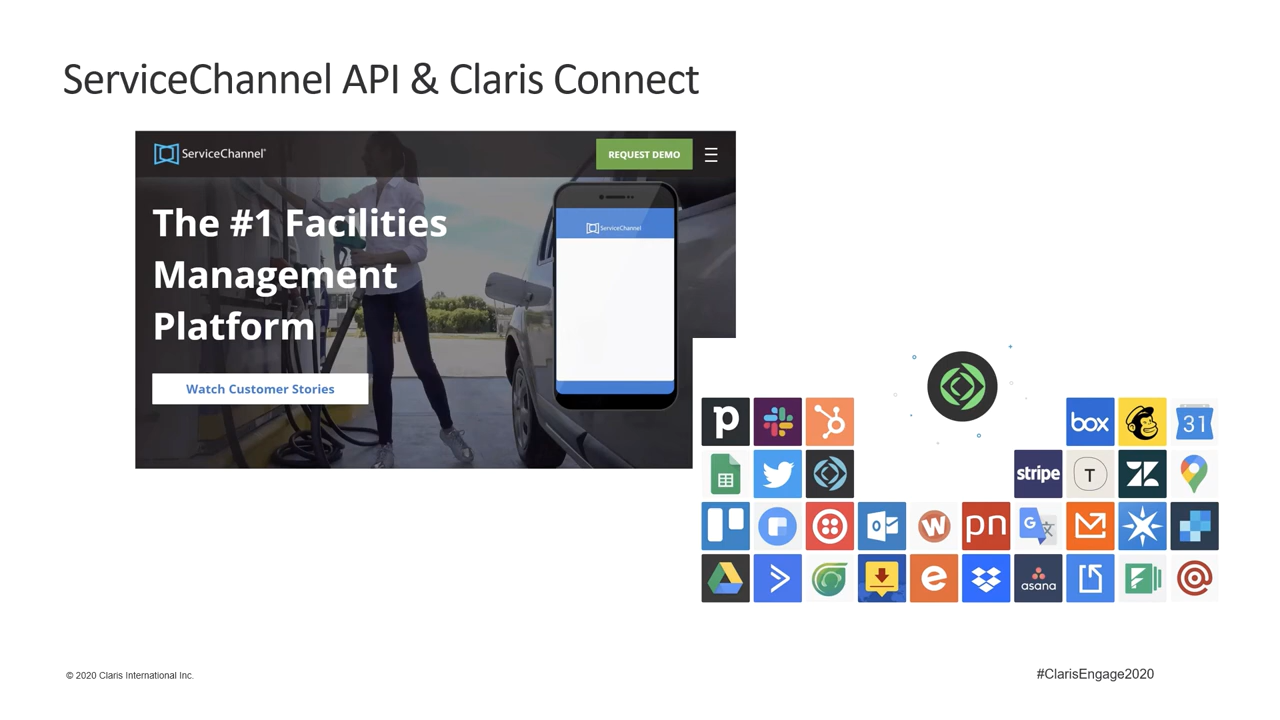 ServiceChannel API & Claris Connect
ServiceChannel
REQUEST DEMO
The #1 Facilities
Management
Platform
ServiceChannel
Watch Customer Stories
p
box
31
stripe
T
W
pn
G 文
e
asana
© 2020 Claris International Inc.
#ClarisEngage2020